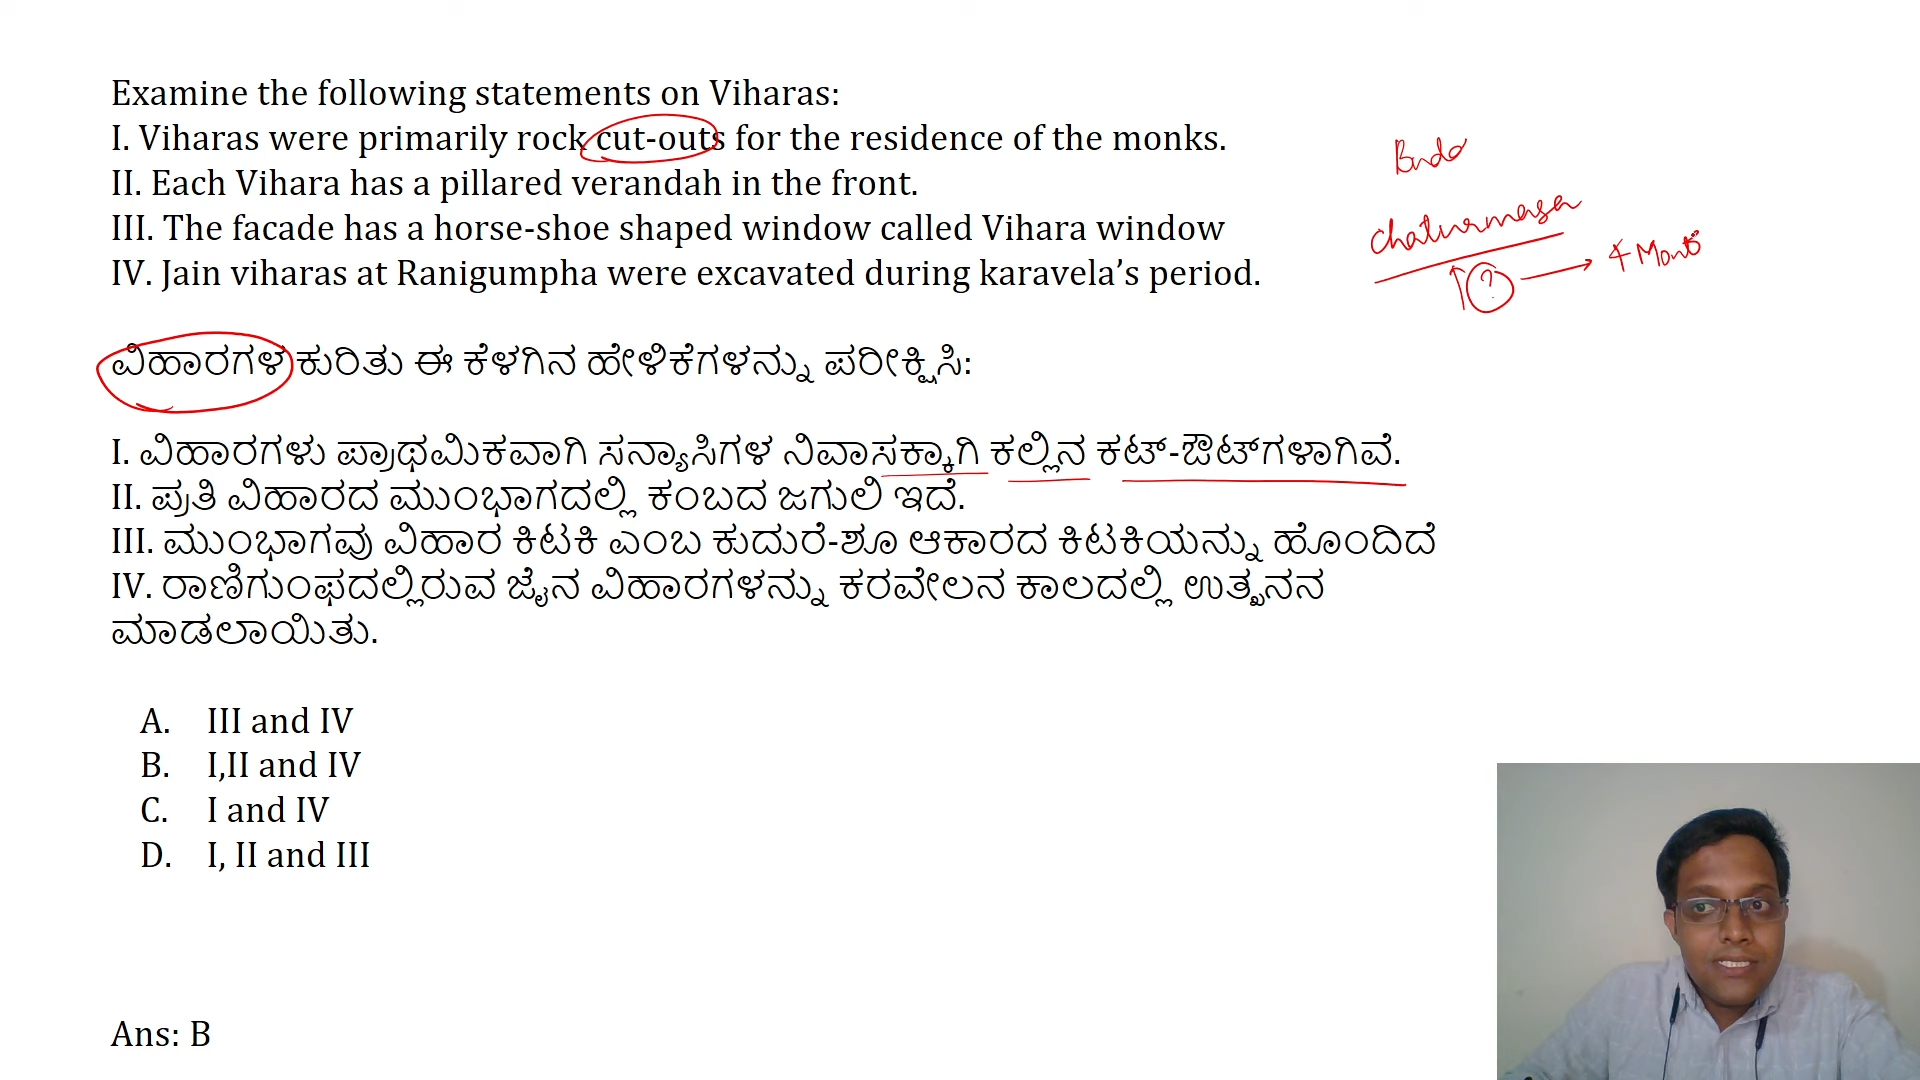 Examine the following statements on Viharas:
I. Viharas were primarily rock cut-outs for the residence of the monks.
II. Each Vihara has a pillared verandah in the front.
III. The facade has a horse-shoe shaped window called Vihara window
IV. Jain viharas at Ranigumpha were excavated during karavela’s period.
chaturmasa
?
4
ವಿಹಾರಗಳ ಕುರಿತು ಈ ಕೆಳಗಿನ ಹೇಳಿಕೆಗಳನ್ನು ಪರೀಕ್ಷಿಸಿ:
I. ವಿಹಾರಗಳು ಪ್ರಾಥಮಿಕವಾಗಿ ಸನ್ಯಾಸಿಗಳ ನಿವಾಸಕ್ಕಾಗಿ ಕಲ್ಲಿನ ಕಟ್-ಔಟ್‌ಗಳಾಗಿವೆ.
II. ಪ್ರತಿ ವಿಹಾರದ ಮುಂಭಾಗದಲ್ಲಿ ಕಂಬದ ಜಗುಲಿ ಇದೆ.
III. ಮುಂಭಾಗವು ವಿಹಾರ ಕಿಟಕಿ ಎಂಬ ಕುದುರೆ-ಶೂ ಆಕಾರದ ಕಿಟಕಿಯನ್ನು ಹೊಂದಿದೆ
IV. ರಾಣಿಗುಂಫದಲ್ಲಿರುವ ಜೈನ ವಿಹಾರಗಳನ್ನು ಕರವೇಲನ ಕಾಲದಲ್ಲಿ ಉತ್ಖನನ
ಮಾಡಲಾಯಿತು.
A. III and IV
B. I,II and IV
C. I and IV
D. I, II and III
Ans: B